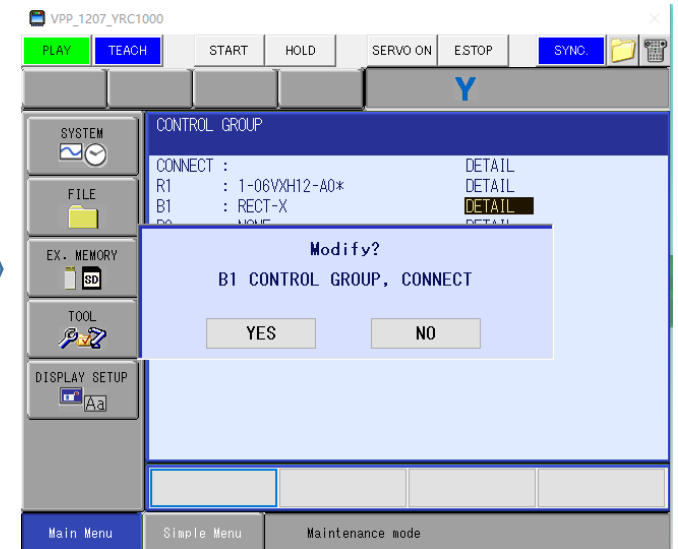 VPP_1207_YRC1000
PLAY TEACH START HOLD SERVO ON E.STOP SYNC.
Y
SYSTEM
FILE
EX. MEMORY
SD
TOOL
DISPLAY SETUP
Aa
CONTROL GROUP
CONNECT : DETAIL
R1 : 1-06VXH12-A0* DETAIL
B1 : RECT-X DETAIL
Modify?
B1 CONTROL GROUP, CONNECT
YES NO
Main Menu Simple Menu Maintenance mode